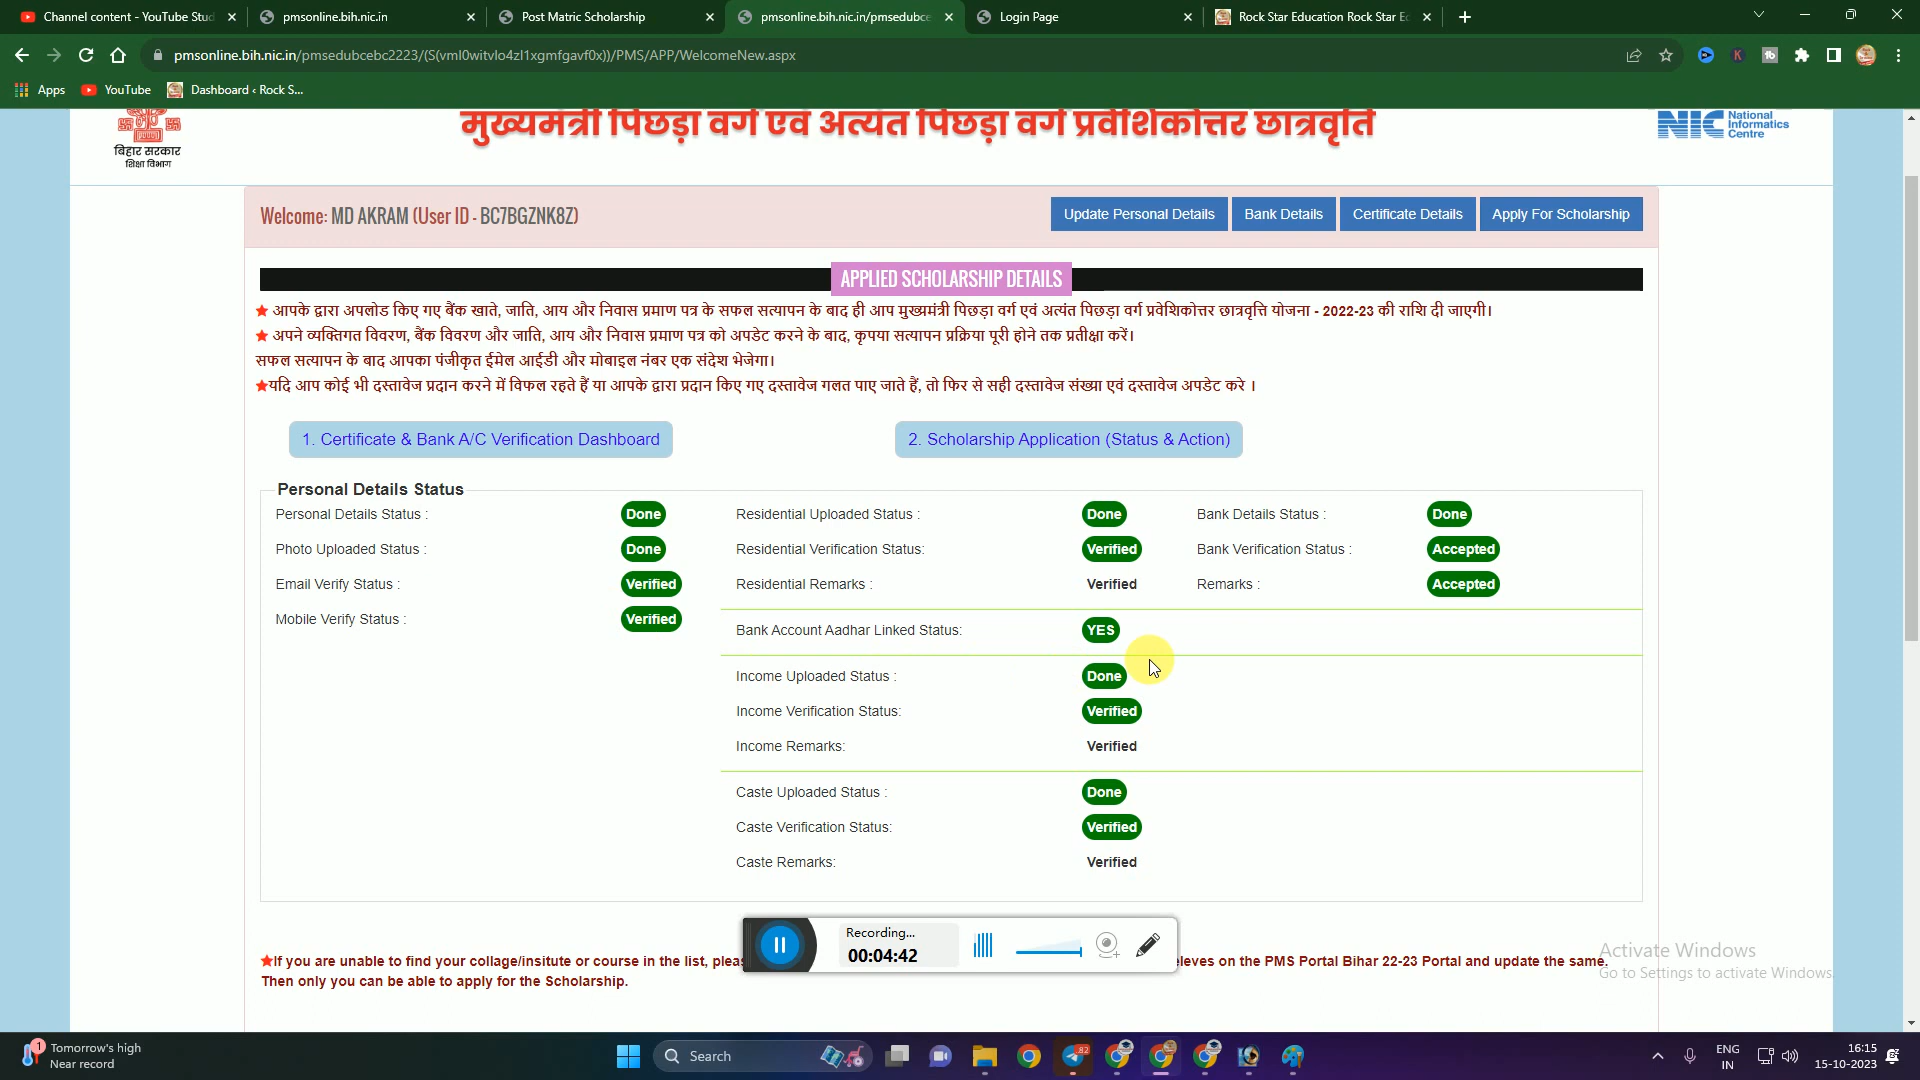 Channel content - YouTube Stud
pmsonline.bih.nic.in
Post Matric Scholarship
pmsonline.bih.nic.in/pmsedubce
Login Page
Rock Star Education Rock Star Ec
pmsonline.bih.nic.in/pmsedubcebc2223/(S(vml0witvlo4zl1xgmfgavf0x))/PMS/APP/WelcomeNew.aspx
Apps
YouTube
Dashboard ‹ Rock S...
बिहार सरकार
शिक्षा विभाग
मुख्यमंत्री पिछड़ा वर्ग एवं अत्यंत पिछड़ा वर्ग प्रवेशिकोत्तर छात्रवृति
NIC National Informatics Centre
Welcome: MD AKRAM (User ID - BC7BGZNK8Z)
Update Personal Details
Bank Details
Certificate Details
Apply For Scholarship
APPLIED SCHOLARSHIP DETAILS
आपके द्वारा अपलोड किए गए बैंक खाते, जाति, आय और निवास प्रमाण पत्र के सफल सत्यापन के बाद ही आप मुख्यमंत्री पिछड़ा वर्ग एवं अत्यंत पिछड़ा वर्ग प्रवेशिकोत्तर छात्रवृत्ति योजना - 2022-23 की राशि दी जाएगी।
अपने व्यक्तिगत विवरण, बैंक विवरण और जाति, आय और निवास प्रमाण पत्र को अपडेट करने के बाद, कृपया सत्यापन प्रक्रिया पूरी होने तक प्रतीक्षा करें।
सफल सत्यापन के बाद आपका पंजीकृत ईमेल आईडी और मोबाइल नंबर एक संदेश भेजेगा।
यदि आप कोई भी दस्तावेज प्रदान करने में विफल रहते हैं या आपके द्वारा प्रदान किए गए दस्तावेज गलत पाए जाते हैं, तो फिर से सही दस्तावेज संख्या एवं दस्तावेज अपडेट करे ।
1. Certificate & Bank A/C Verification Dashboard
2. Scholarship Application (Status & Action)
Personal Details Status
Personal Details Status : Done
Residential Uploaded Status : Done
Bank Details Status : Done
Photo Uploaded Status : Done
Residential Verification Status: Verified
Bank Verification Status : Accepted
Email Verify Status : Verified
Residential Remarks : Verified
Remarks : Accepted
Mobile Verify Status : Verified
Bank Account Aadhar Linked Status: YES
Income Uploaded Status : Done
Income Verification Status: Verified
Income Remarks: Verified
Caste Uploaded Status : Done
Caste Verification Status: Verified
Caste Remarks: Verified
Recording...
00:04:42
If you are unable to find your collage/insitute or course in the list, eleves on the PMS Portal Bihar 22-23 Portal and update the same.
Then only you can be able to apply for the Scholarship.
Activate Windows
Go to Settings to activate Windows.
1
Tomorrow's high
Near record
Search
82
ENG
IN
16:15
15-10-2023